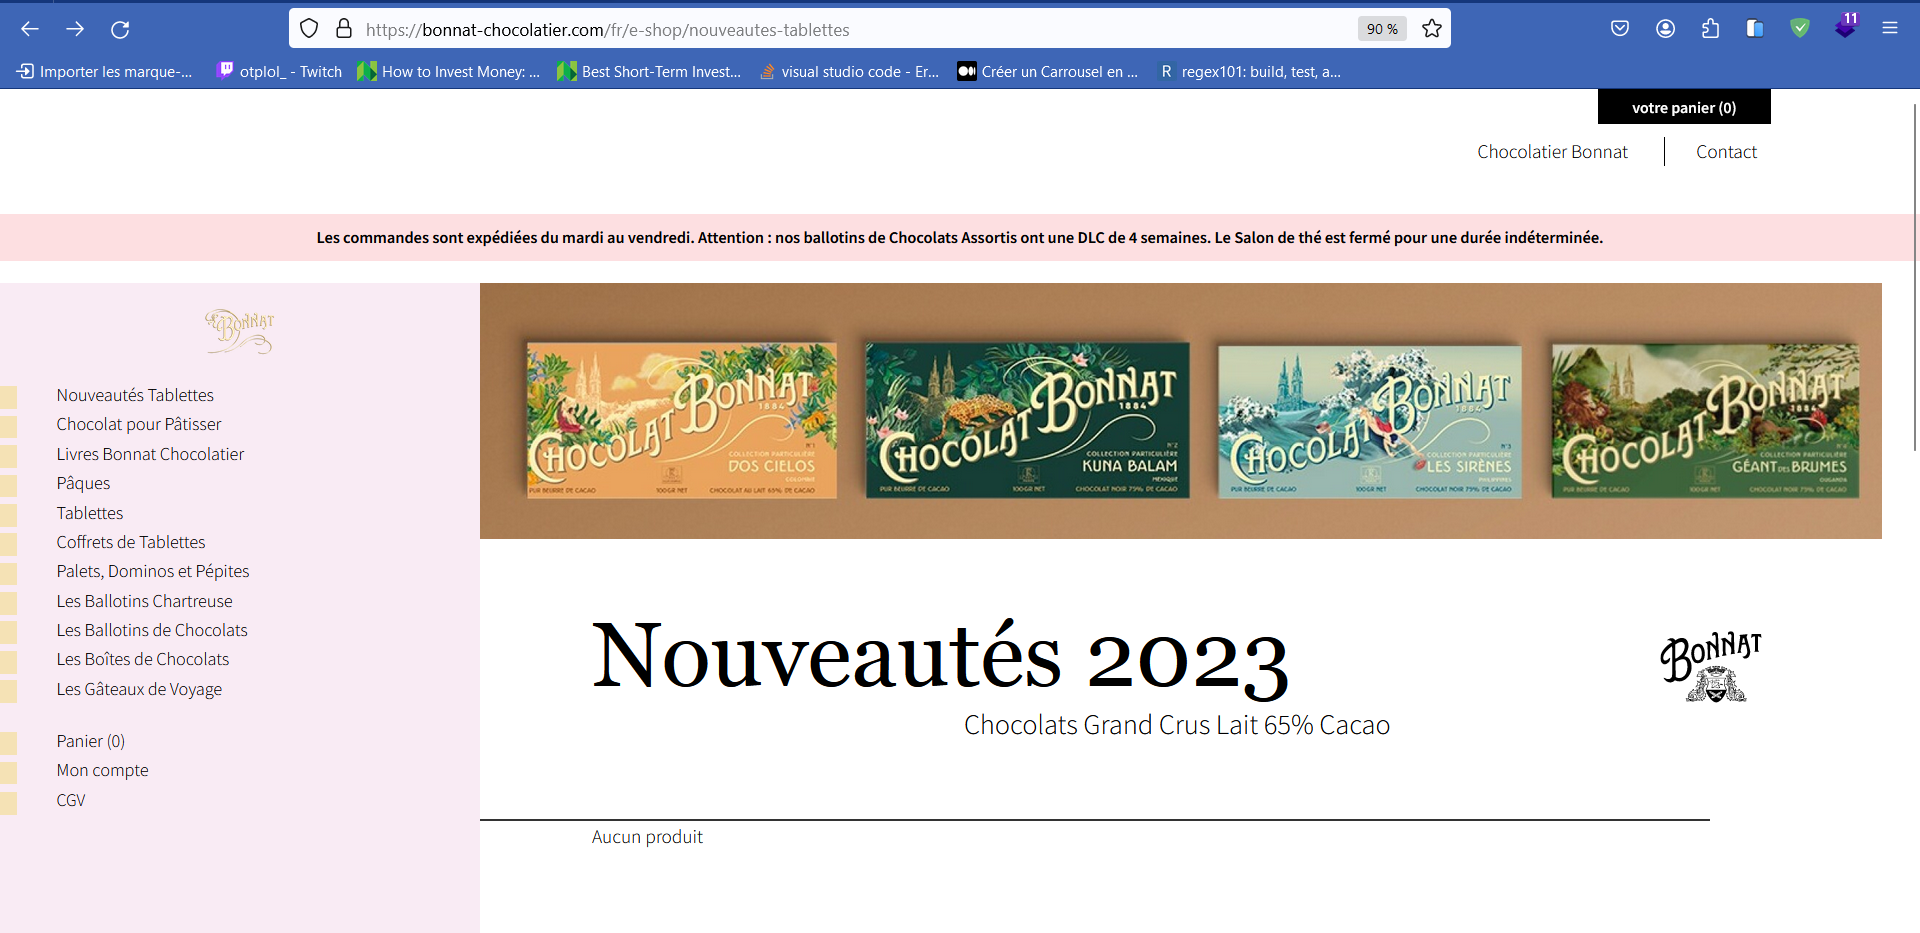 https://bonnat-chocolatier.com/fr/e-shop/nouveautes-tablettes
90 %
11
Importer les marque-...
otplol_ - Twitch
How to Invest Money: ...
Best Short-Term Invest...
visual studio code - Er...
Créer un Carrousel en ...
R regex101: build, test, a...
votre panier (0)
Chocolatier Bonnat
Contact
Les commandes sont expédiées du mardi au vendredi. Attention : nos ballotins de Chocolats Assortis ont une DLC de 4 semaines. Le Salon de thé est fermé pour une durée indéterminée.
BONNAT
Nouveautés Tablettes
Chocolat pour Pâtisser
Livres Bonnat Chocolatier
Pâques
Tablettes
Coffrets de Tablettes
Palets, Dominos et Pépites
Les Ballotins Chartreuse
Les Ballotins de Chocolats
Les Boîtes de Chocolats
Les Gâteaux de Voyage
Panier (0)
Mon compte
CGV
CHOCOLAT BONNAT
1884
N°1
COLLECTION PARTICULIÈRE
DOS CIELOS
COLOMBIE
PUR BEURRE DE CACAO
100GR NET
CHOCOLAT AU LAIT 65% DE CACAO
CHOCOLAT BONNAT
1884
N°2
COLLECTION PARTICULIÈRE
KUNA BALAM
MEXIQUE
PUR BEURRE DE CACAO
100GR NET
CHOCOLAT NOIR 75% DE CACAO
CHOCOLAT BONNAT
1884
N°3
COLLECTION PARTICULIÈRE
LES SIRÈNES
PHILIPPINES
PUR BEURRE DE CACAO
100GR NET
CHOCOLAT NOIR 75% DE CACAO
CHOCOLAT BONNAT
1884
COLLECTION PARTICULIÈRE
GÉANT DES BRUMES
OUGANDA
PUR BEURRE DE CACAO
100GR NET
CHOCOLAT NOIR 75% DE CACAO
Nouveautés 2023
BONNAT
Chocolats Grand Crus Lait 65% Cacao
Aucun produit